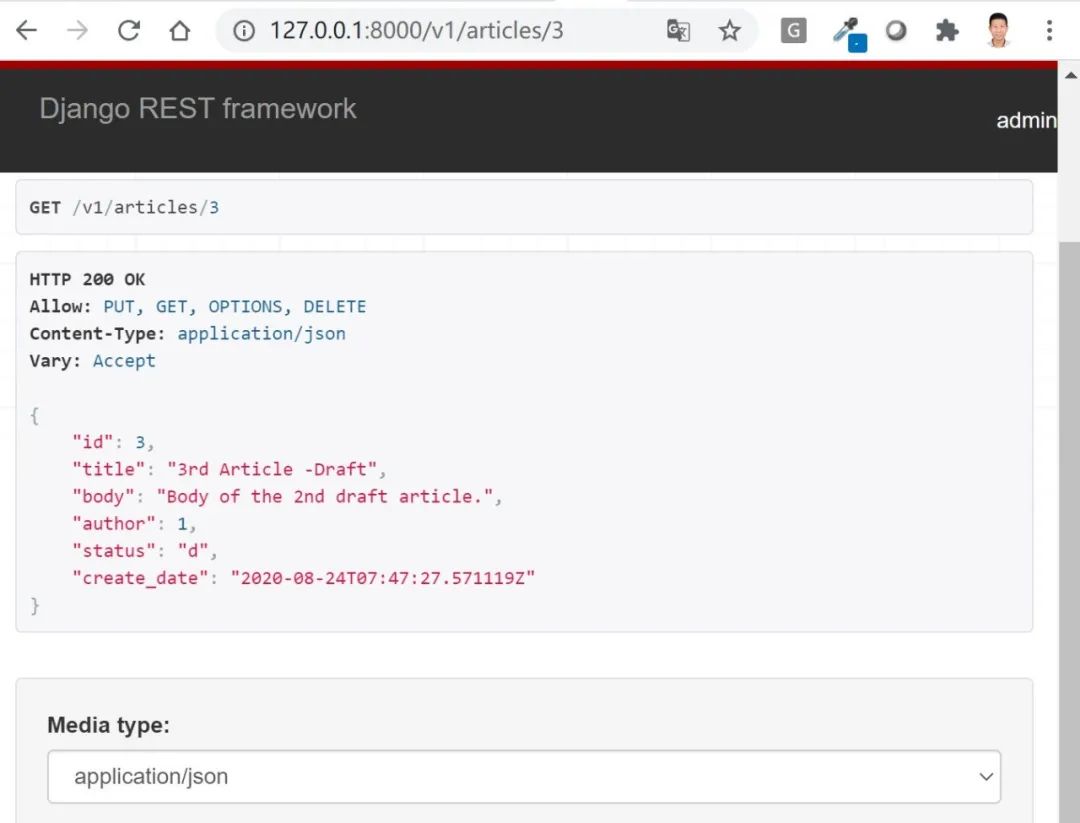 127.0.0.1:8000/v1/articles/3
G
Django REST framework
admin
GET /v1/articles/3
HTTP 200 OK
Allow: PUT, GET, OPTIONS, DELETE
Content-Type: application/json
Vary: Accept
{
    "id": 3,
    "title": "3rd Article -Draft",
    "body": "Body of the 2nd draft article.",
    "author": 1,
    "status": "d",
    "create_date": "2020-08-24T07:47:27.571119Z"
}
Media type:
application/json